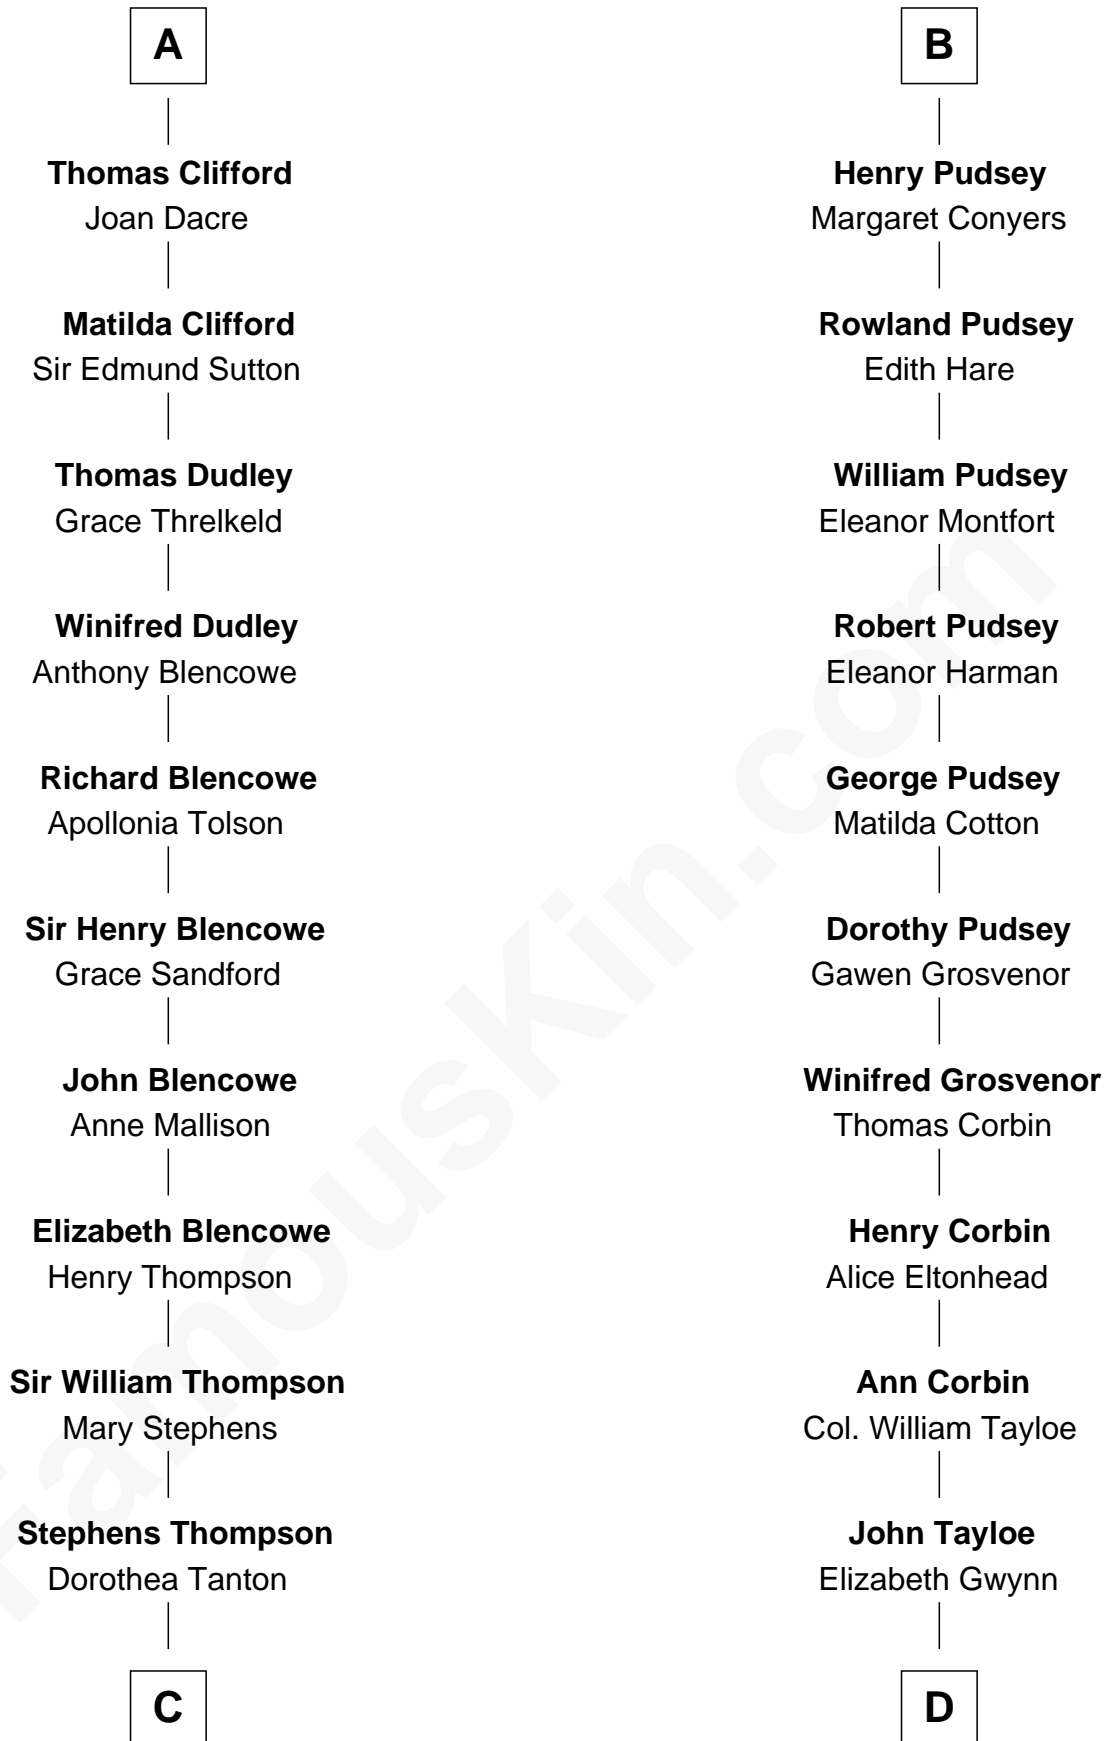 A
Thomas Clifford
Joan Dacre
Matilda Clifford
Sir Edmund Sutton
Thomas Dudley
Grace Threlkeld
Winifred Dudley
Anthony Blencowe
Richard Blencowe
Apollonia Tolson
Sir Henry Blencowe
Grace Sandford
John Blencowe
Anne Mallison
Elizabeth Blencowe
Henry Thompson
Sir William Thompson
Mary Stephens
Stephens Thompson
Dorothea Tanton
C
B
Henry Pudsey
Margaret Conyers
Rowland Pudsey
Edith Hare
William Pudsey
Eleanor Montfort
Robert Pudsey
Eleanor Harman
George Pudsey
Matilda Cotton
Dorothy Pudsey
Gawen Grosvenor
Winifred Grosvenor
Thomas Corbin
Henry Corbin
Alice Eltonhead
Ann Corbin
Col. William Tayloe
John Tayloe
Elizabeth Gwynn
D
FamousKin.com